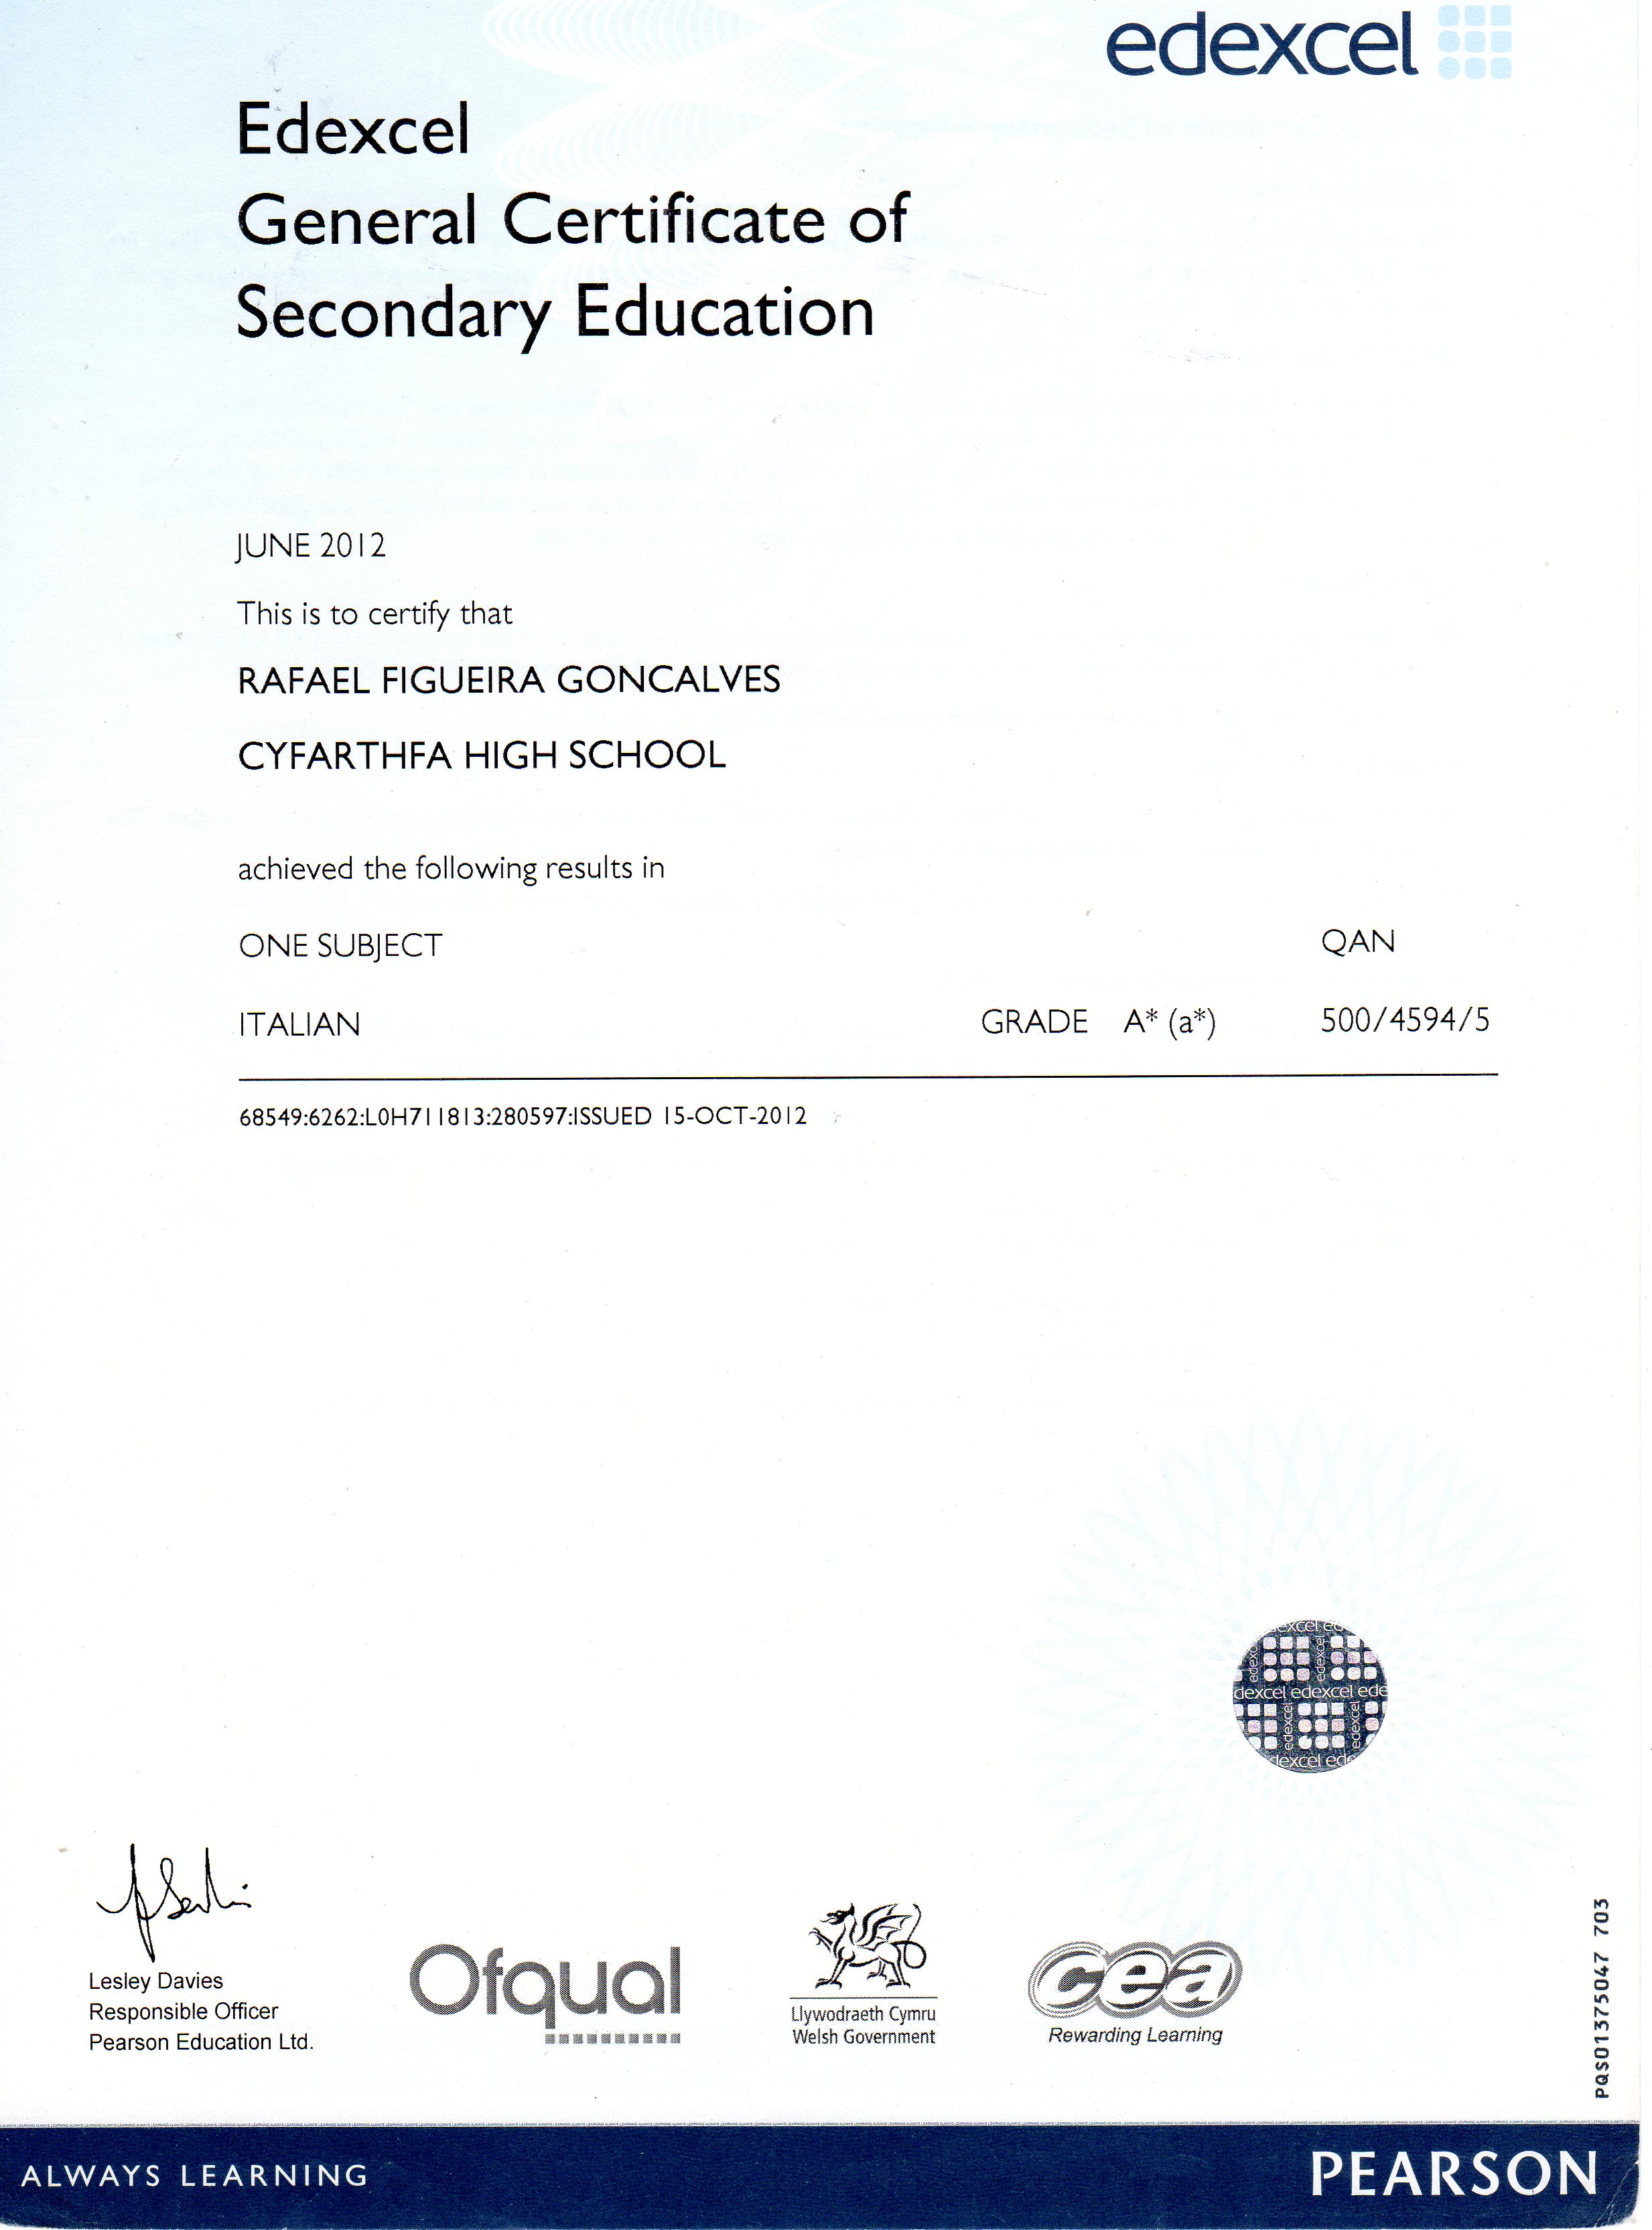 edexcel
Edexcel
General Certificate of
Secondary Education
JUNE 2012
This is to certify that
RAFAEL FIGUEIRA GONCALVES
CYFARTHFA HIGH SCHOOL
achieved the following results in
ONE SUBJECT QAN
ITALIAN GRADE A* (a*) 500/4594/5
68549:6262:L0H711813:280597:ISSUED 15-OCT-2012
edexcel edexcel
Lesley Davies
Responsible Officer
Pearson Education Ltd.
Ofqual
Llywodraeth Cymru
Welsh Government
cea
Rewarding Learning
PQS01375047 703
ALWAYS LEARNING
PEARSON